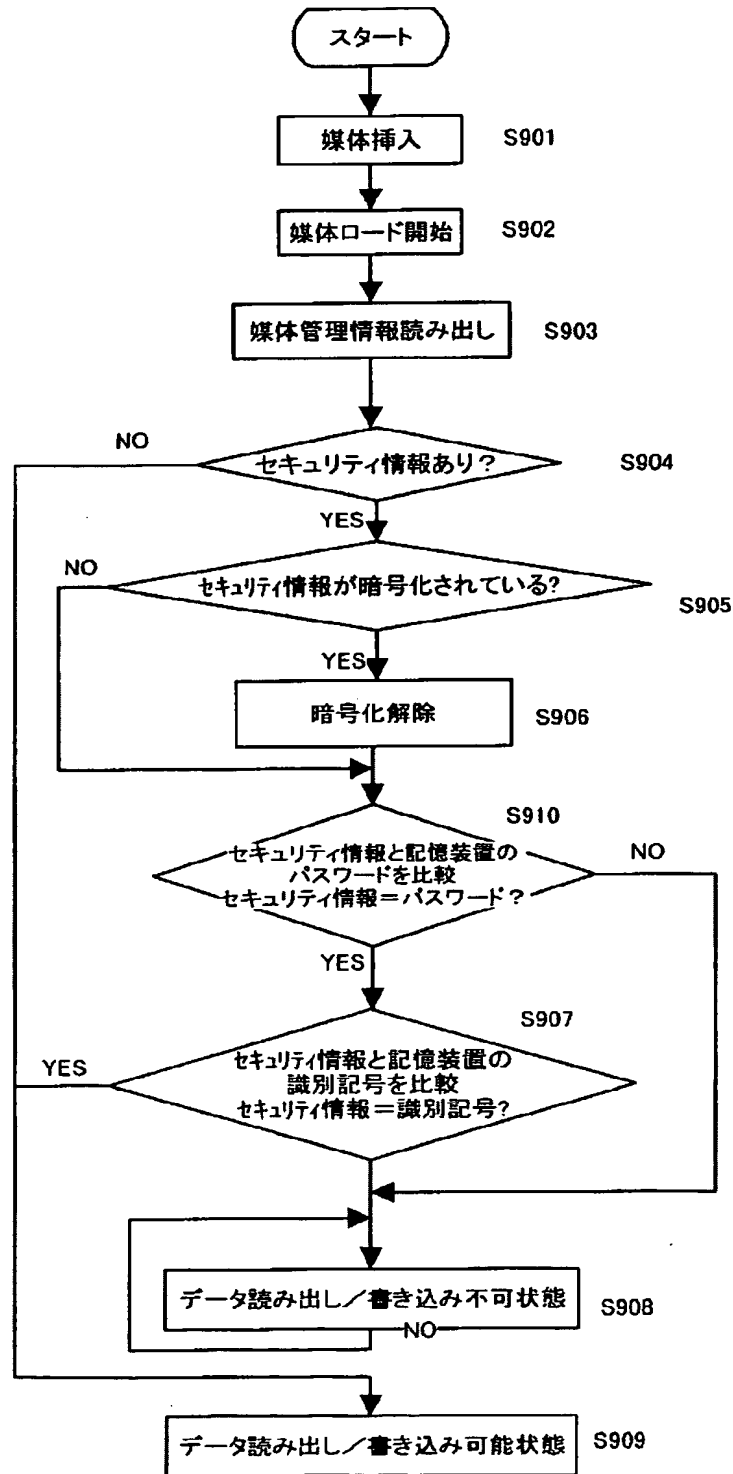 スタート
媒体挿入
S901
媒体ロード開始
S902
媒体管理情報読み出し
S903
NO
セキュリティ情報あり?
S904
YES
NO
セキュリティ情報が暗号化されている?
S905
YES
暗号化解除
S906
S910
セキュリティ情報と記憶装置の
パスワードを比較
セキュリティ情報=パスワード?
NO
YES
S907
YES
セキュリティ情報と記憶装置の
識別記号を比較
セキュリティ情報=識別記号?
データ読み出し/書き込み不可状態
S908
NO
データ読み出し/書き込み可能状態
S909